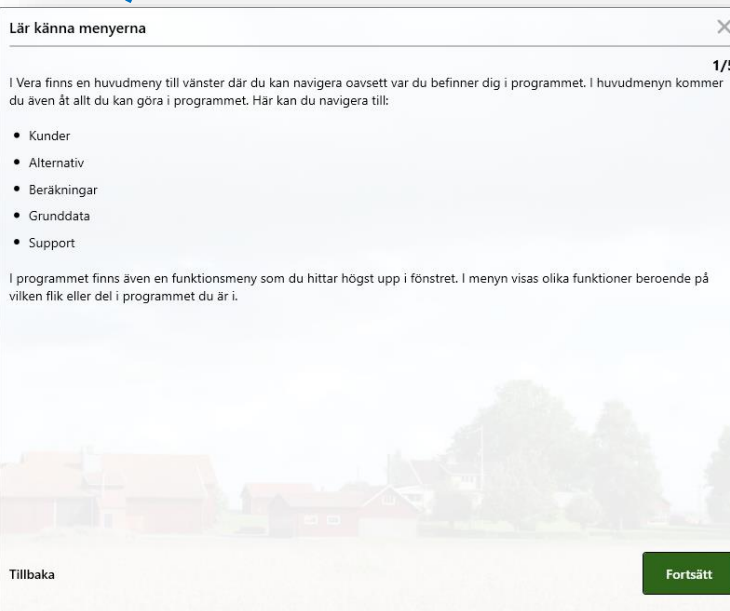 Lär känna menyerna
1/5
I Vera finns en huvudmeny till vänster där du kan navigera oavsett var du befinner dig i programmet. I huvudmenyn kommer
du även åt allt du kan göra i programmet. Här kan du navigera till:
Kunder
Alternativ
Beräkningar
Grunddata
Support
I programmet finns även en funktionsmeny som du hittar högst upp i fönstret. I menyn visas olika funktioner beroende på
vilken flik eller del i programmet du är i.
Tillbaka
Fortsätt